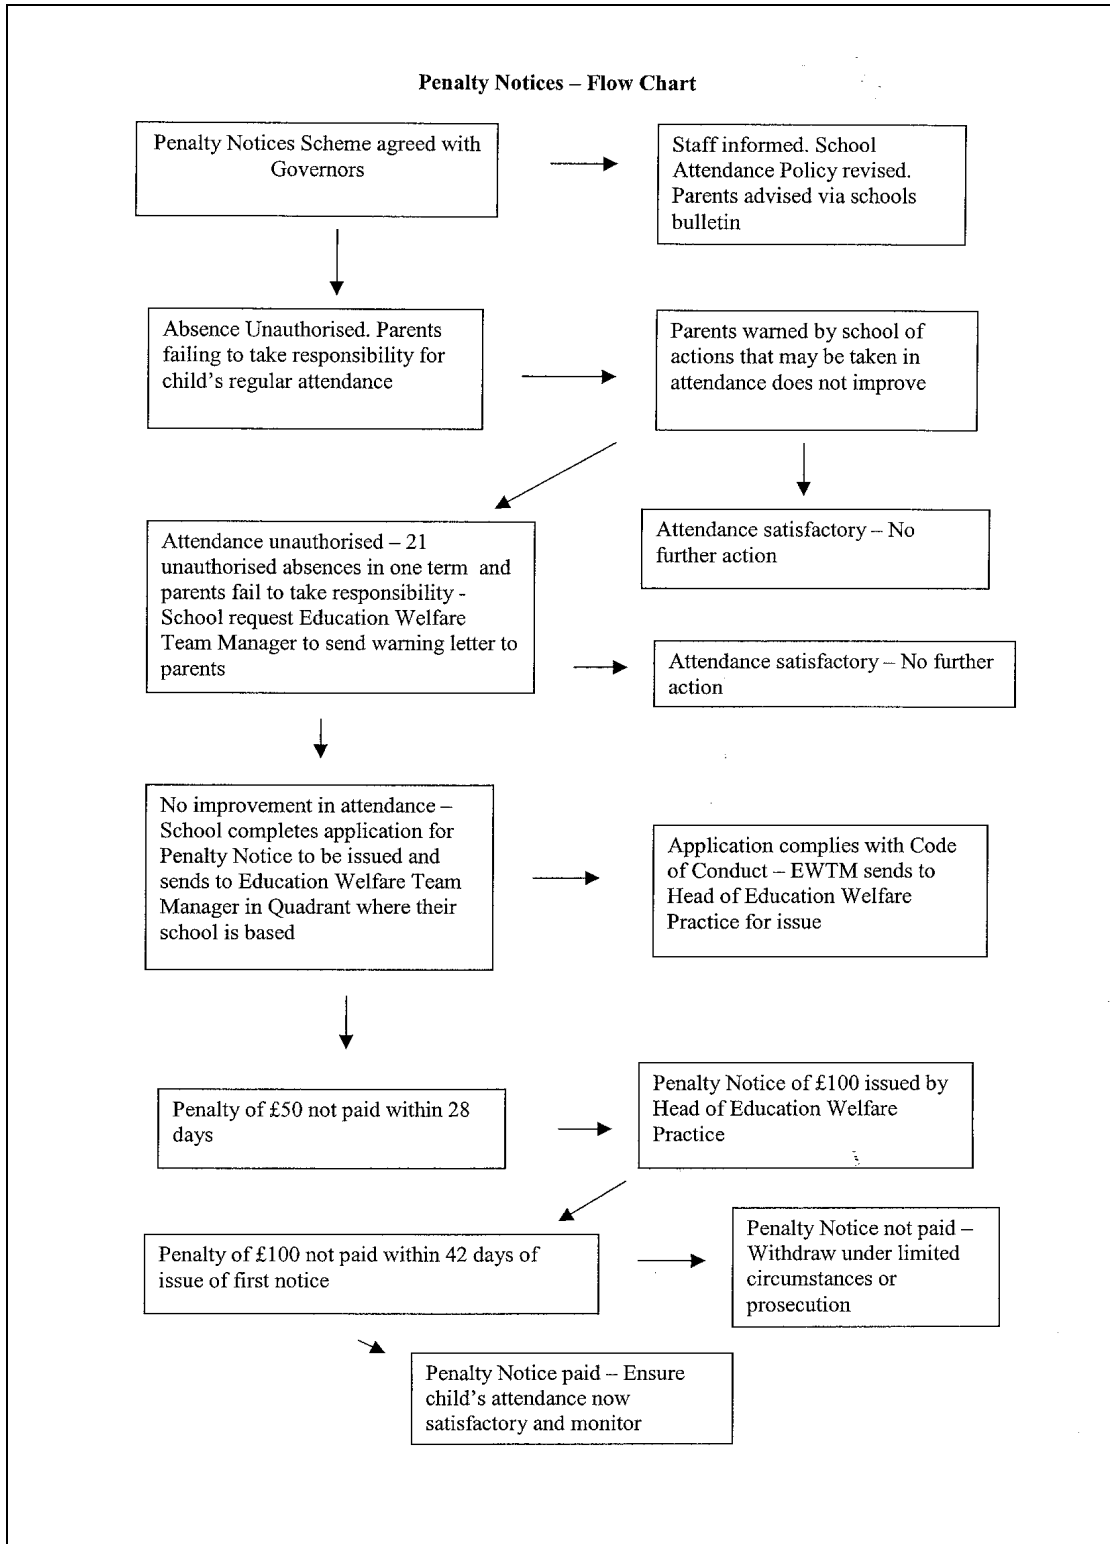 Penalty Notices – Flow Chart
Penalty Notices Scheme agreed with
Governors
Staff informed. School
Attendance Policy revised.
Parents advised via schools
bulletin
Absence Unauthorised. Parents
failing to take responsibility for
child's regular attendance
Parents warned by school of
actions that may be taken in
attendance does not improve
Attendance unauthorised – 21
unauthorised absences in one term and
parents fail to take responsibility -
School request Education Welfare
Team Manager to send warning letter to
parents
Attendance satisfactory – No
further action
Attendance satisfactory – No further
action
No improvement in attendance –
School completes application for
Penalty Notice to be issued and
sends to Education Welfare Team
Manager in Quadrant where their
school is based
Application complies with Code
of Conduct – EWTM sends to
Head of Education Welfare
Practice for issue
Penalty of £50 not paid within 28
days
Penalty Notice of £100 issued by
Head of Education Welfare
Practice
Penalty of £100 not paid within 42 days of
issue of first notice
Penalty Notice not paid –
Withdraw under limited
circumstances or
prosecution
Penalty Notice paid – Ensure
child's attendance now
satisfactory and monitor